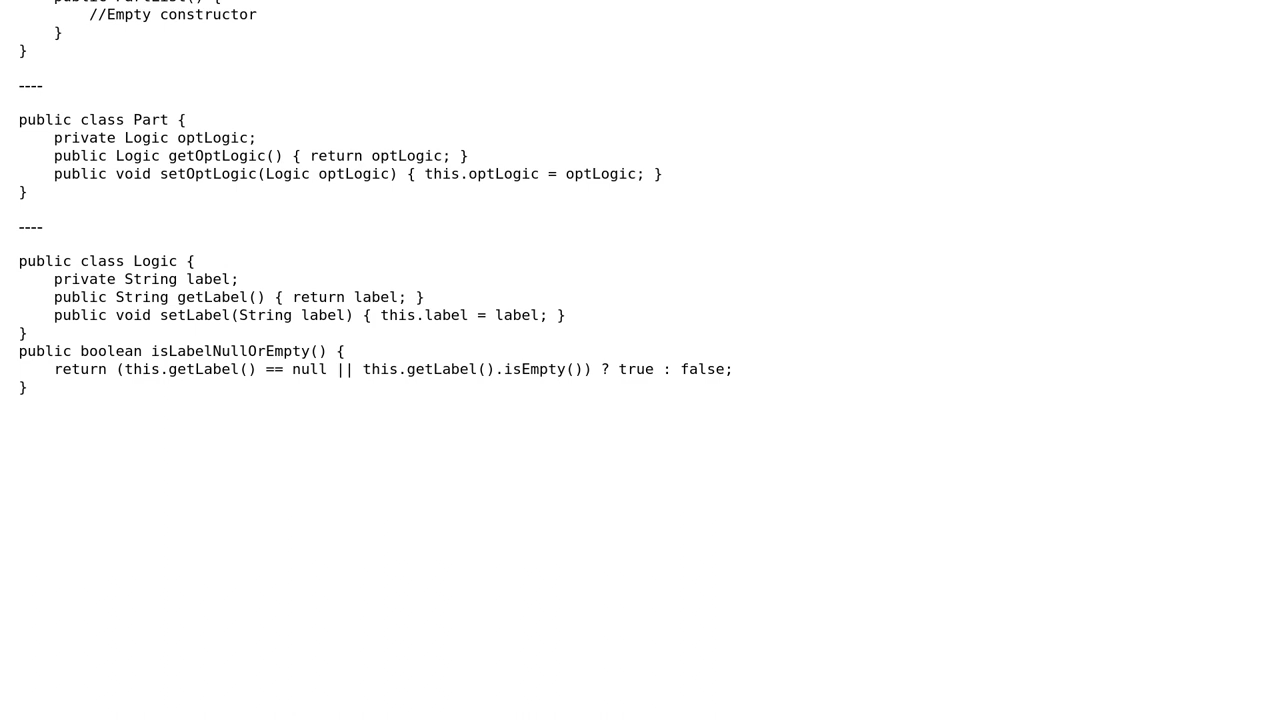 //Empty constructor
    }
}
----
public class Part {
    private Logic optLogic;
    public Logic getOptLogic() { return optLogic; }
    public void setOptLogic(Logic optLogic) { this.optLogic = optLogic; }
}
----
public class Logic {
    private String label;
    public String getLabel() { return label; }
    public void setLabel(String label) { this.label = label; }
}
public boolean isLabelNullOrEmpty() {
    return (this.getLabel() == null || this.getLabel().isEmpty()) ? true : false;
}